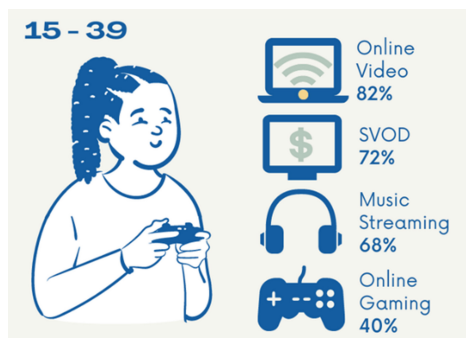 15 - 39
Online
Video
82%
$
SVOD
72%
Music
Streaming
68%
Online
Gaming
40%